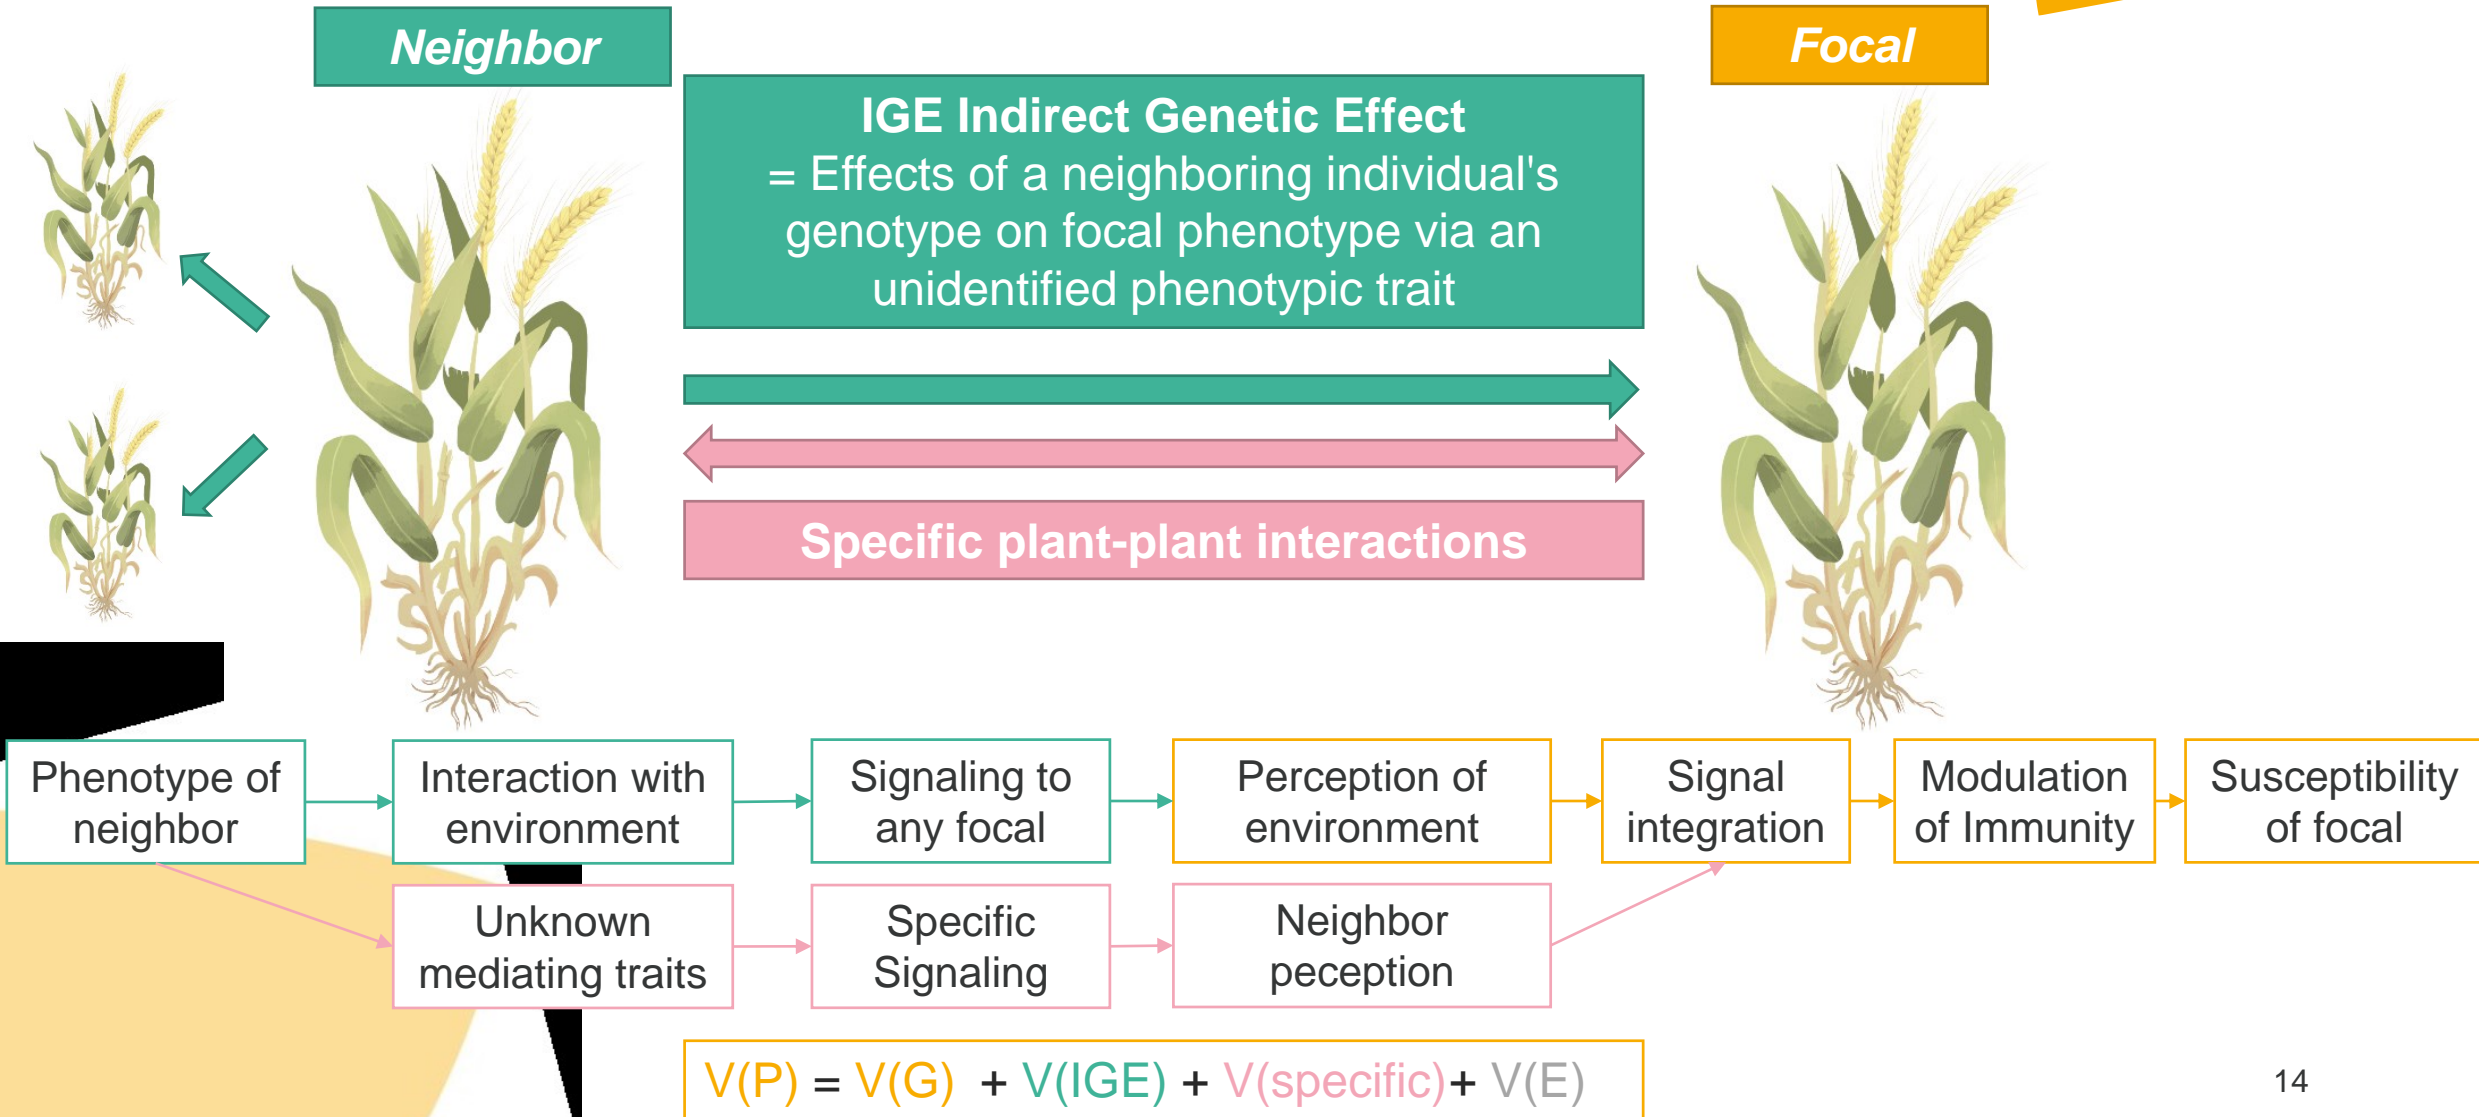 Neighbor
Focal
IGE Indirect Genetic Effect
= Effects of a neighboring individual's
genotype on focal phenotype via an
unidentified phenotypic trait
Specific plant-plant interactions
Phenotype of
neighbor
Interaction with
environment
Signaling to
any focal
Perception of
environment
Signal
integration
Modulation
of Immunity
Susceptibility
of focal
Unknown
mediating traits
Specific
Signaling
Neighbor
peception
V(P) = V(G) + V(IGE) + V(specific)+ V(E)
14